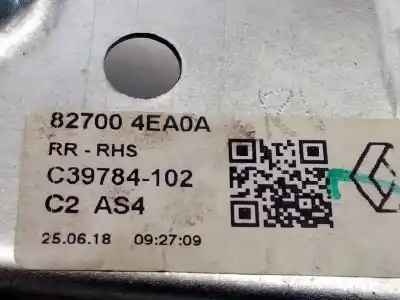 82700 4EA0A
RR - RHS
C39784-102
C2 AS4
25.06.18 09:27:09